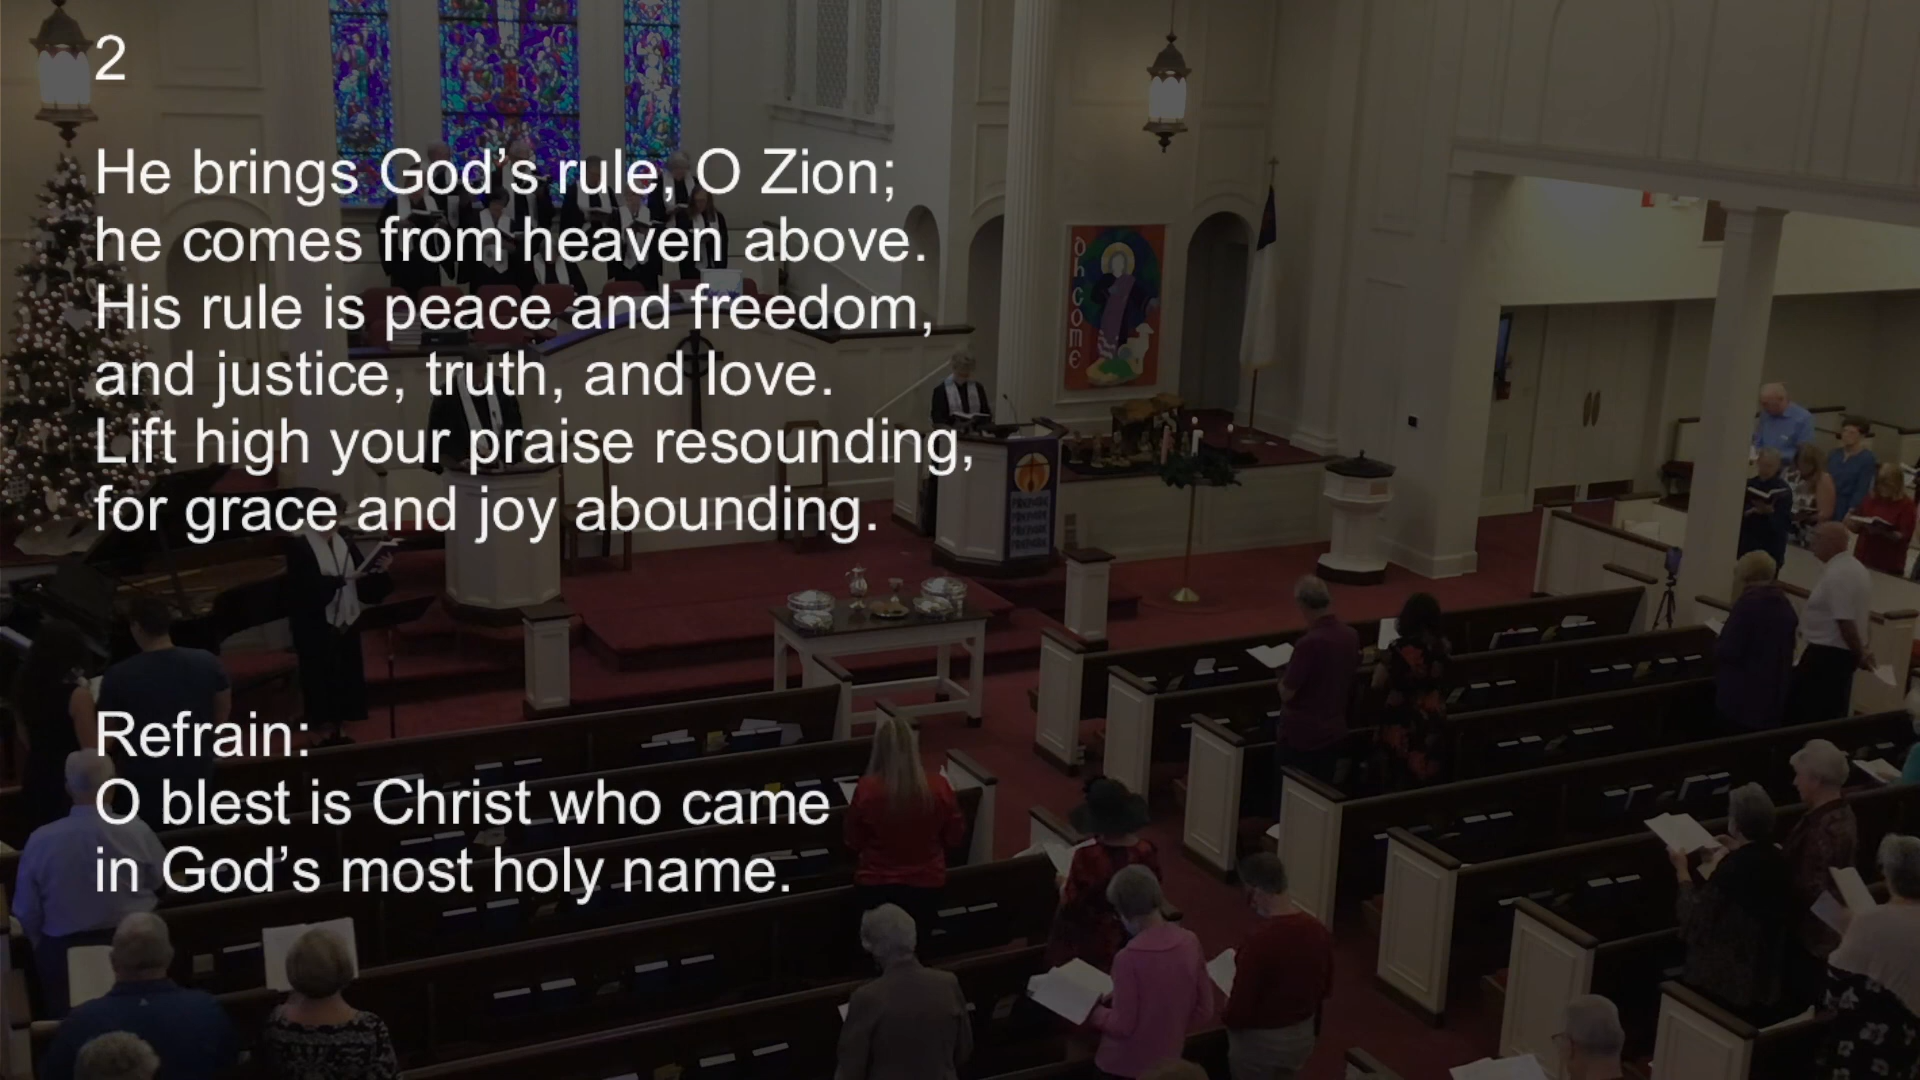 2
He brings God’s rule, O Zion;
he comes from heaven above.
His rule is peace and freedom,
and justice, truth, and love.
Lift high your praise resounding,
for grace and joy abounding.
Refrain:
O blest is Christ who came
in God’s most holy name.
Oh
COME